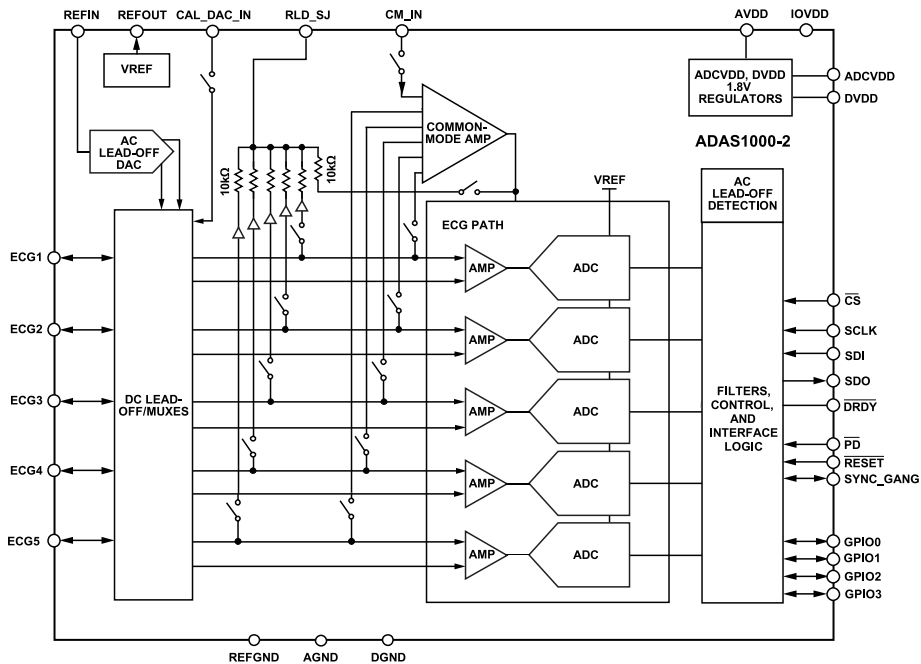 REFIN REFOUT CAL_DAC_IN RLD_SJ CM_IN AVDD IOVDD
VREF
ADCVDD, DVDD
1.8V
REGULATORS
ADCVDD
DVDD
AC
LEAD-OFF
DAC
COMMON-
MODE AMP
ADAS1000-2
10kΩ
10kΩ
VREF
AC
LEAD-OFF
DETECTION
ECG PATH
ECG1
AMP
ADC
CS
ECG2
AMP
ADC
SCLK
SDI
SDO
ECG3
DC LEAD-
OFF/MUXES
AMP
ADC
FILTERS,
CONTROL,
AND
INTERFACE
LOGIC
DRDY
PD
RESET
SYNC_GANG
ECG4
AMP
ADC
ECG5
AMP
ADC
GPIO0
GPIO1
GPIO2
GPIO3
REFGND AGND DGND